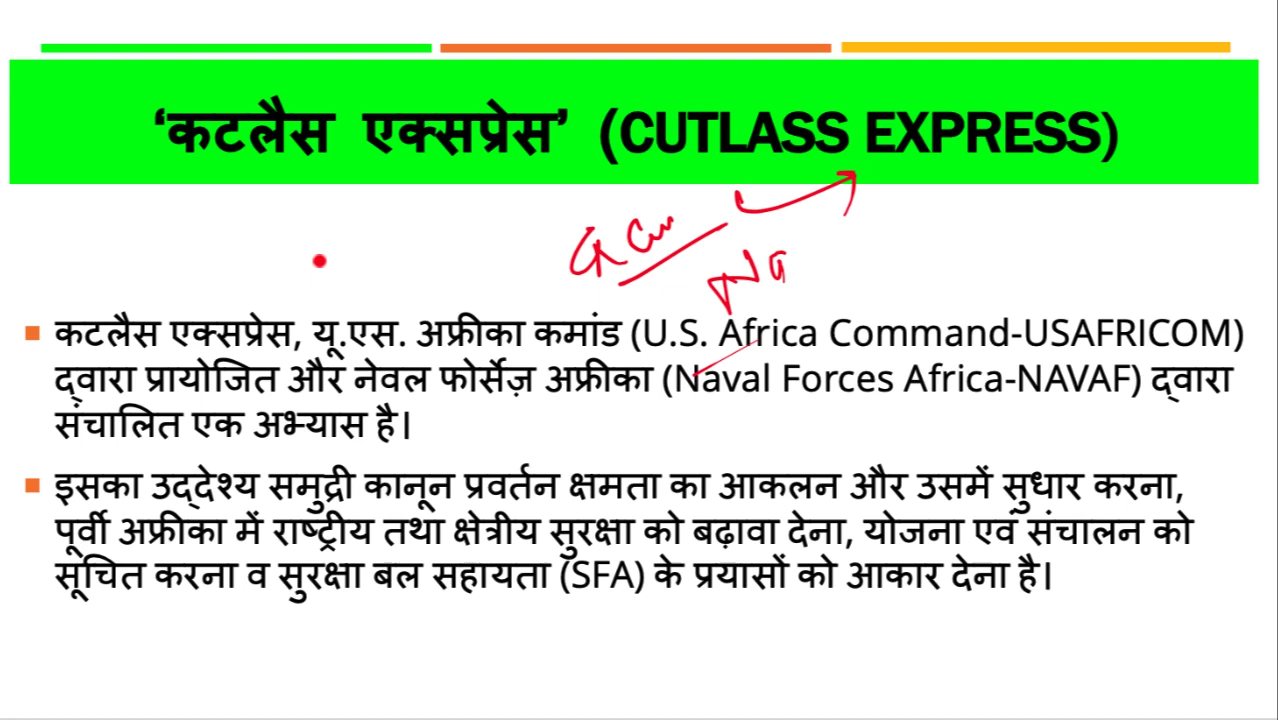 ‘कटलैस एक्सप्रेस’ (CUTLASS EXPRESS)
कटलैस एक्सप्रेस, यू.एस. अफ्रीका कमांड (U.S. Africa Command-USAFRICOM)
द्वारा प्रायोजित और नेवल फोर्सेज़ अफ्रीका (Naval Forces Africa-NAVAF) द्वारा
संचालित एक अभ्यास है।
इसका उद्देश्य समुद्री कानून प्रवर्तन क्षमता का आकलन और उसमें सुधार करना,
पूर्वी अफ्रीका में राष्ट्रीय तथा क्षेत्रीय सुरक्षा को बढ़ावा देना, योजना एवं संचालन को
सूचित करना व सुरक्षा बल सहायता (SFA) के प्रयासों को आकार देना है।